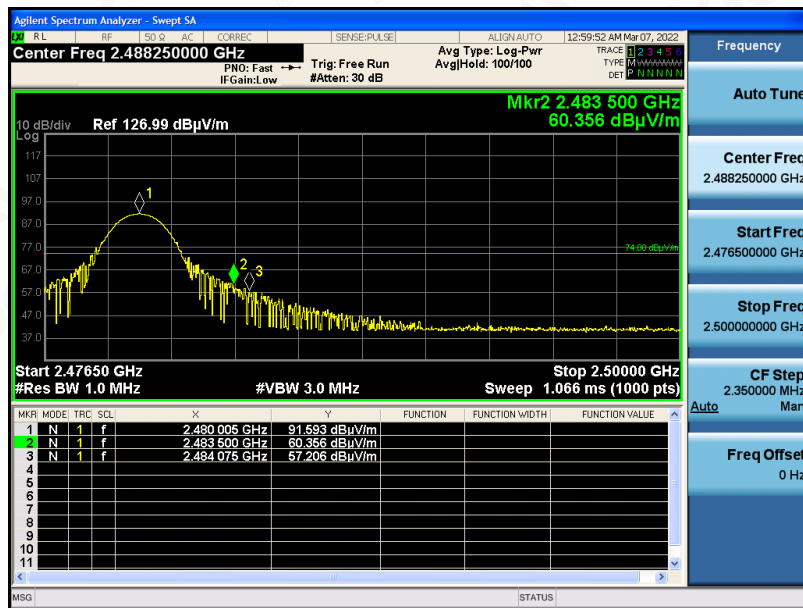 Agilent Spectrum Analyzer - Swept SA
LXI RL RF 50 Ω AC CORREC SENSE:PULSE ALIGN AUTO 12:59:52 AM Mar 07, 2022
Center Freq 2.488250000 GHz
PNO: Fast
IFGain:Low
Trig: Free Run
#Atten: 30 dB
Avg Type: Log-Pwr
Avg|Hold: 100/100
TRACE 1 2 3 4 5 6
TYPE M
DET P N N N N N
Mkr2 2.483 500 GHz
60.356 dBµV/m
10 dB/div Ref 126.99 dBµV/m
Log
117
107
97.0
87.0
77.0
67.0
57.0
47.0
37.0
1
2
3
74.00 dBµV/m
Start 2.47650 GHz Stop 2.50000 GHz
#Res BW 1.0 MHz #VBW 3.0 MHz Sweep 1.066 ms (1000 pts)
MKR MODE TRC SCL X Y FUNCTION FUNCTION WIDTH FUNCTION VALUE
1 N 1 f 2.480 005 GHz 91.593 dBµV/m
2 N 1 f 2.483 500 GHz 60.356 dBµV/m
3 N 1 f 2.484 075 GHz 57.206 dBµV/m
4
5
6
7
8
9
10
11
MSG STATUS
Frequency
Auto Tune
Center Freq
2.488250000 GHz
Start Freq
2.476500000 GHz
Stop Freq
2.500000000 GHz
CF Step
2.350000 MHz
Auto Man
Freq Offset
0 Hz